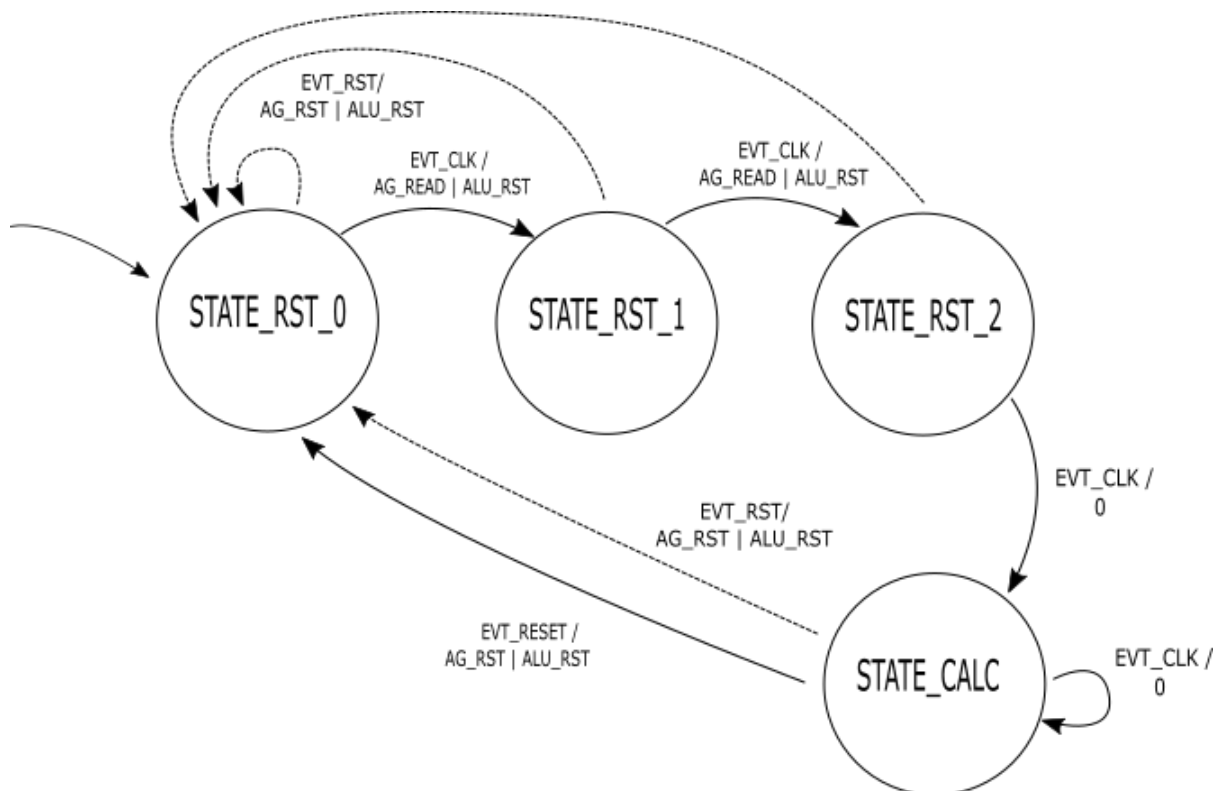 EVT_RST/
AG_RST | ALU_RST
EVT_CLK /
AG_READ | ALU_RST
EVT_CLK /
AG_READ | ALU_RST
STATE_RST_0
STATE_RST_1
STATE_RST_2
EVT_CLK /
0
EVT_RST/
AG_RST | ALU_RST
EVT_RESET /
AG_RST | ALU_RST
STATE_CALC
EVT_CLK /
0